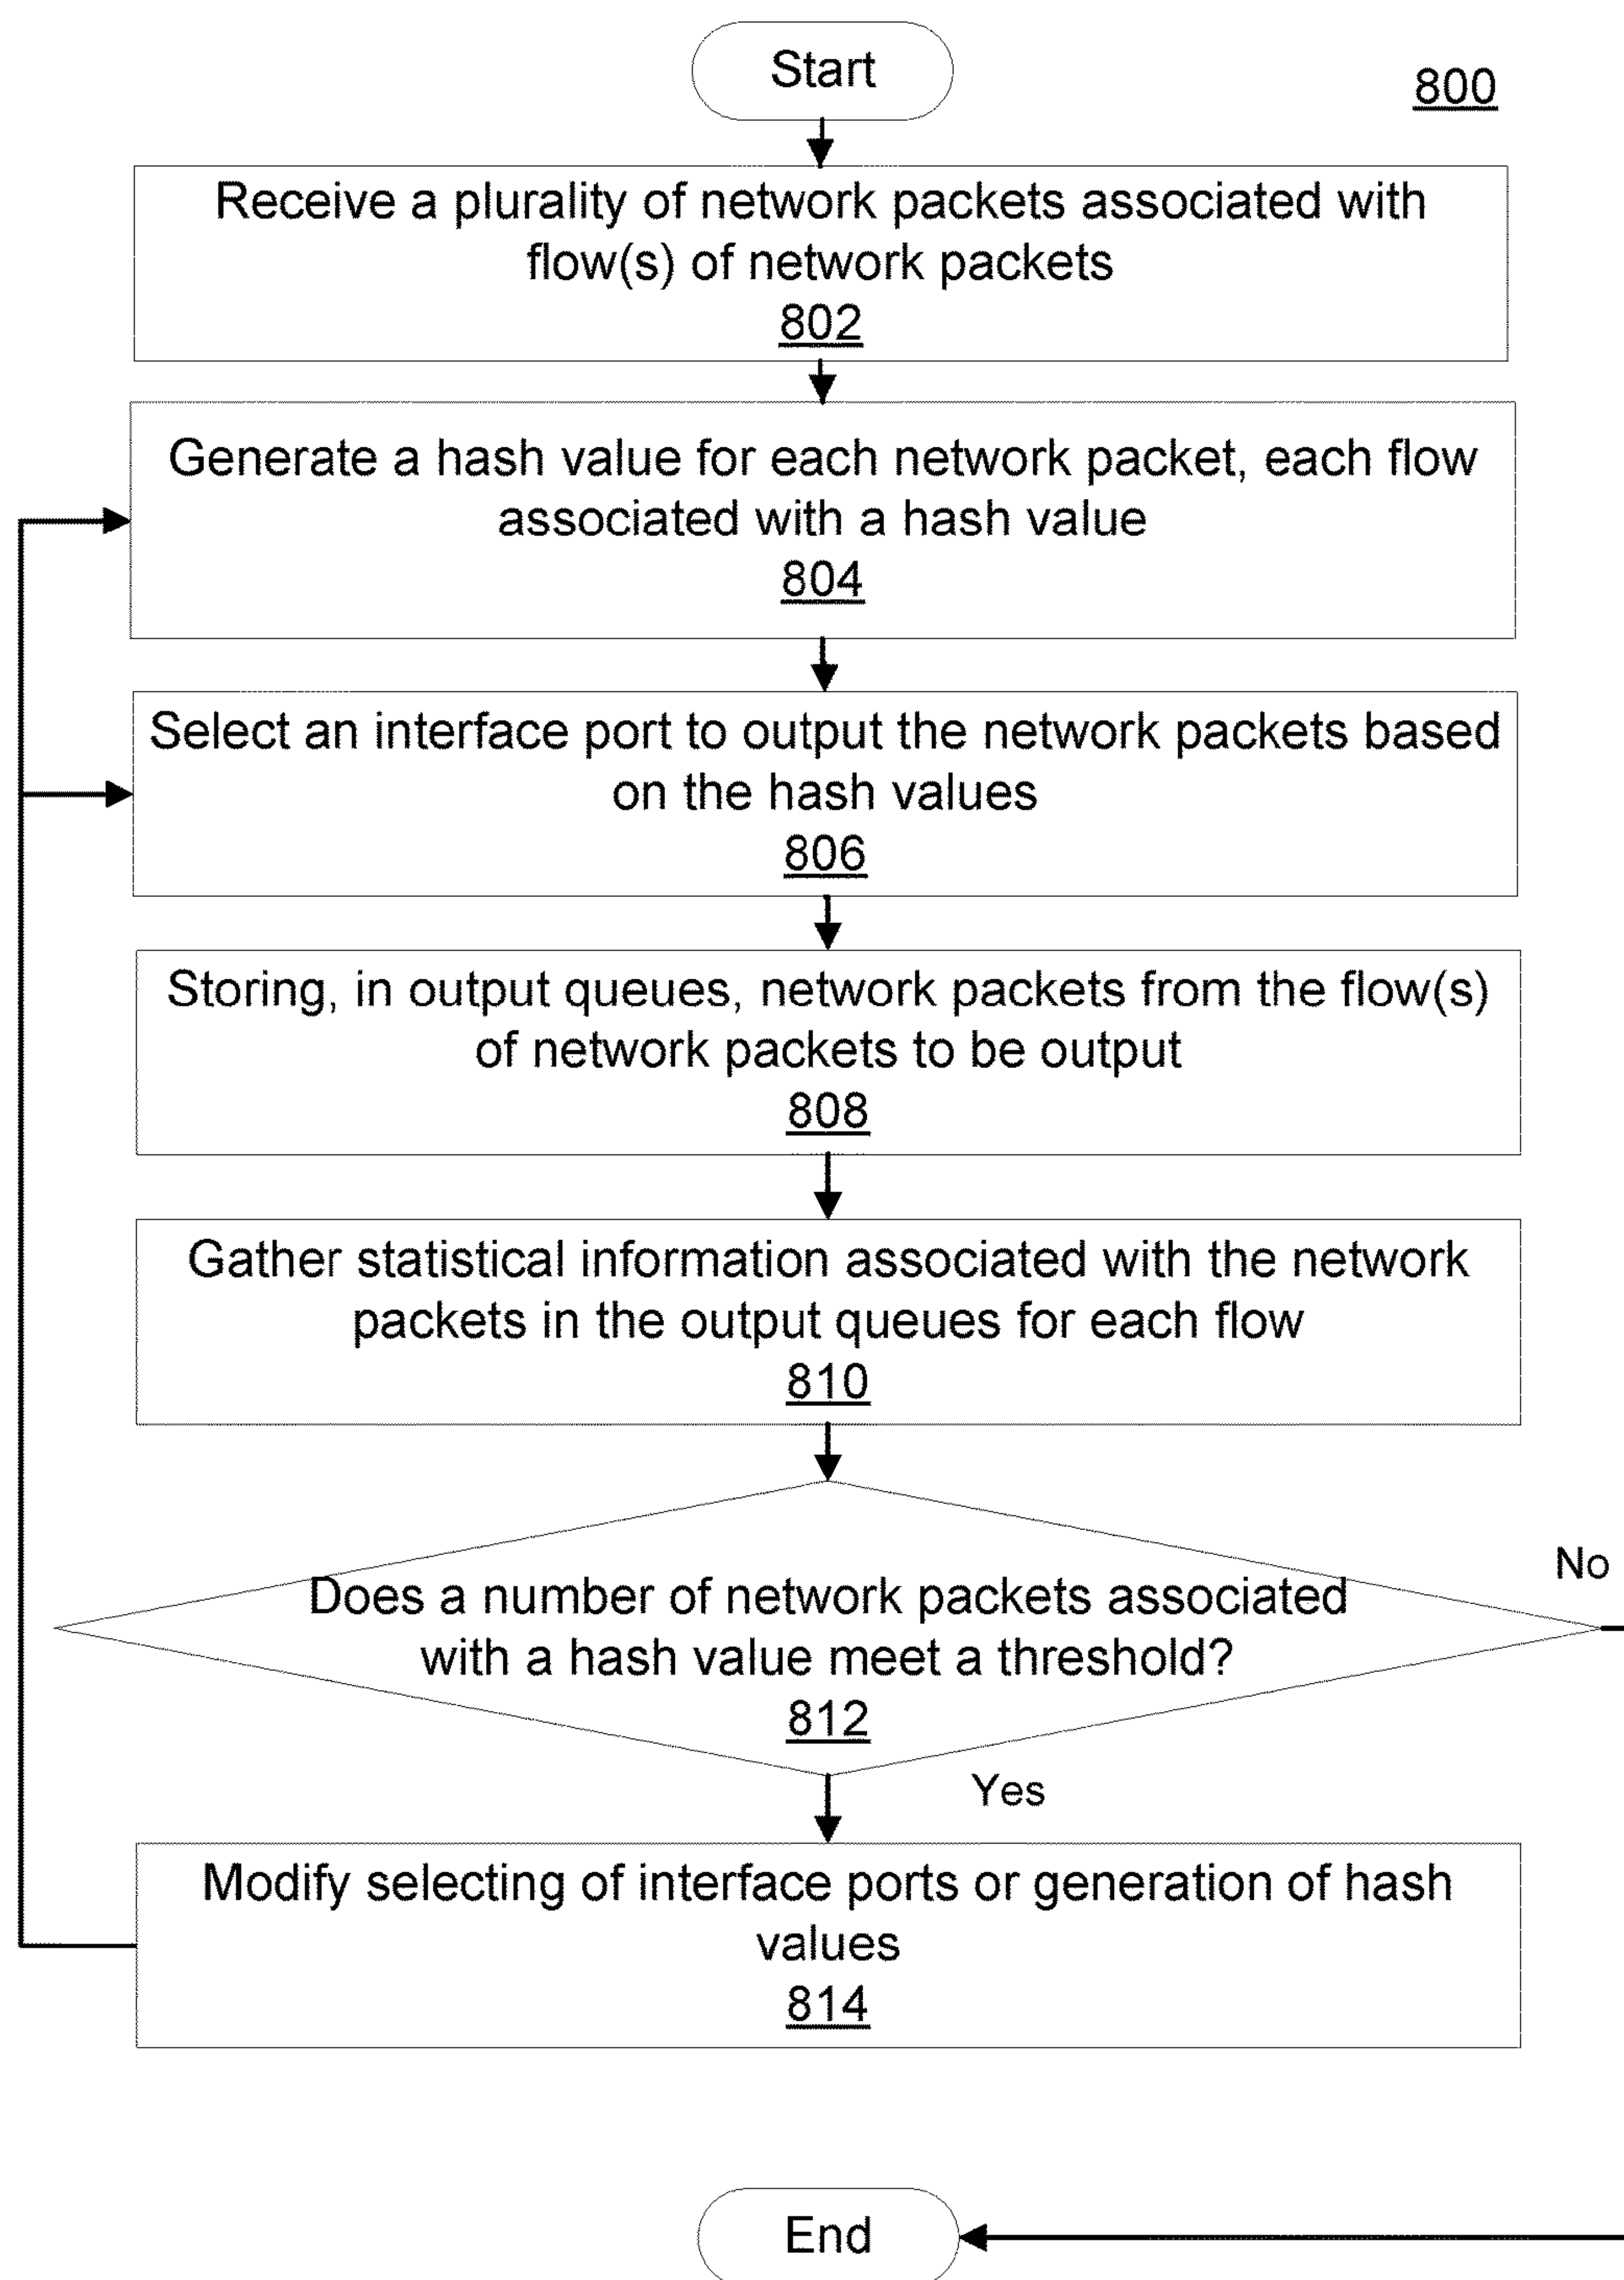 Start
800
Receive a plurality of network packets associated with
flow(s) of network packets
802
Generate a hash value for each network packet, each flow
associated with a hash value
804
Select an interface port to output the network packets based
on the hash values
806
Storing, in output queues, network packets from the flow(s)
of network packets to be output
808
Gather statistical information associated with the network
packets in the output queues for each flow
810
No
Does a number of network packets associated
with a hash value meet a threshold?
812
Yes
Modify selecting of interface ports or generation of hash
values
814
End